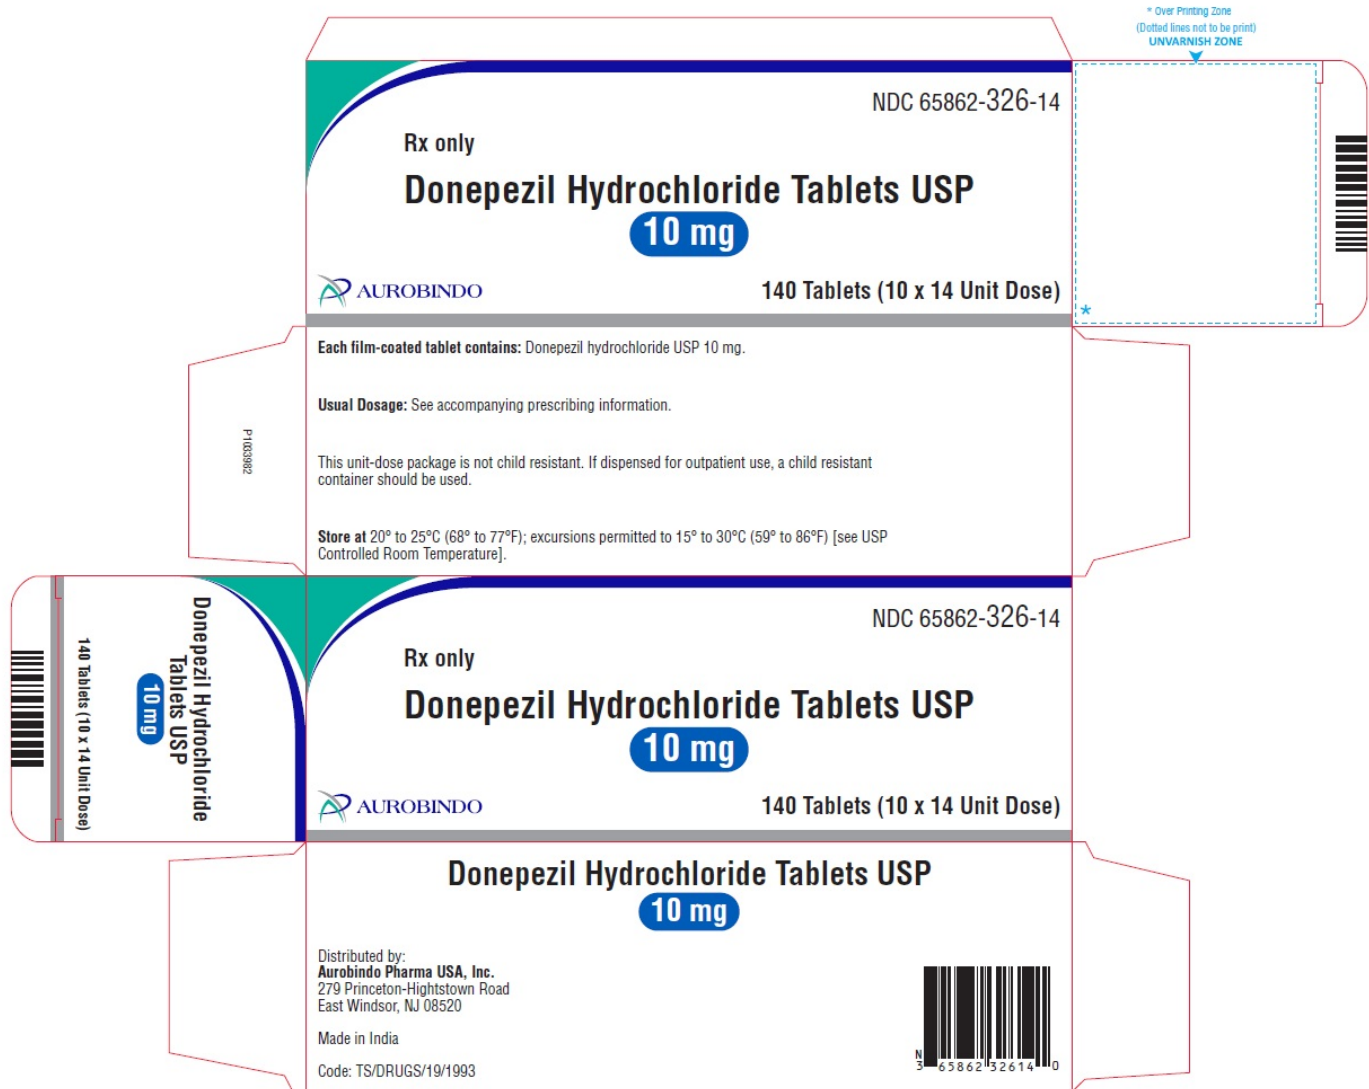 * Over Printing Zone
(Dotted lines not to be print)
UNVARNISH ZONE
NDC 65862-326-14
Rx only
Donepezil Hydrochloride Tablets USP
10 mg
AUROBINDO
140 Tablets (10 x 14 Unit Dose)
*
Each film-coated tablet contains: Donepezil hydrochloride USP 10 mg.
Usual Dosage: See accompanying prescribing information.
P1033982
This unit-dose package is not child resistant. If dispensed for outpatient use, a child resistant
container should be used.
Store at 20° to 25°C (68° to 77°F); excursions permitted to 15° to 30°C (59° to 86°F) [see USP
Controlled Room Temperature].
Donepezil Hydrochloride
Tablets USP
10 mg
140 Tablets (10 x 14 Unit Dose)
NDC 65862-326-14
Rx only
Donepezil Hydrochloride Tablets USP
10 mg
AUROBINDO
140 Tablets (10 x 14 Unit Dose)
Donepezil Hydrochloride Tablets USP
10 mg
Distributed by:
Aurobindo Pharma USA, Inc.
279 Princeton-Hightstown Road
East Windsor, NJ 08520
Made in India
Code: TS/DRUGS/19/1993
N
3 65862 32614 0